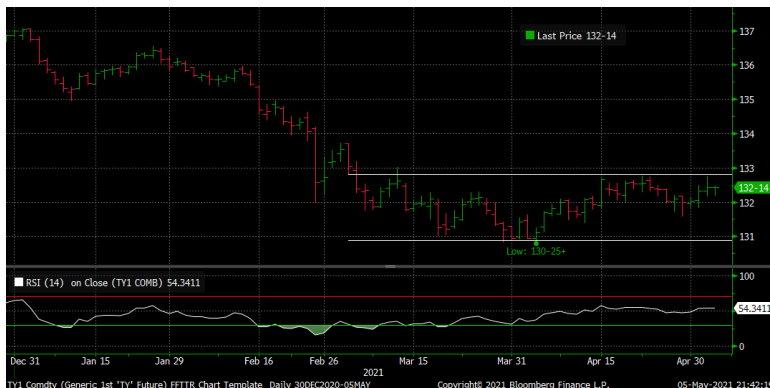 137
Last Price 132-14
136
135
134
133
132-14
132
131
Low: 130-25+
RSI (14) on Close (TY1 COMB) 54.3411
100
54.3411
0
Dec 31 Jan 15 Jan 29 Feb 16 Feb 26 Mar 15 Mar 31 Apr 15 Apr 30
2021
TY1 Comdty (Generic 1st 'TY' Future) FFTTR Chart Template Daily 30DEC2020-05MAY Copyright© 2021 Bloomberg Finance L.P. 05-May-2021 21:42:19